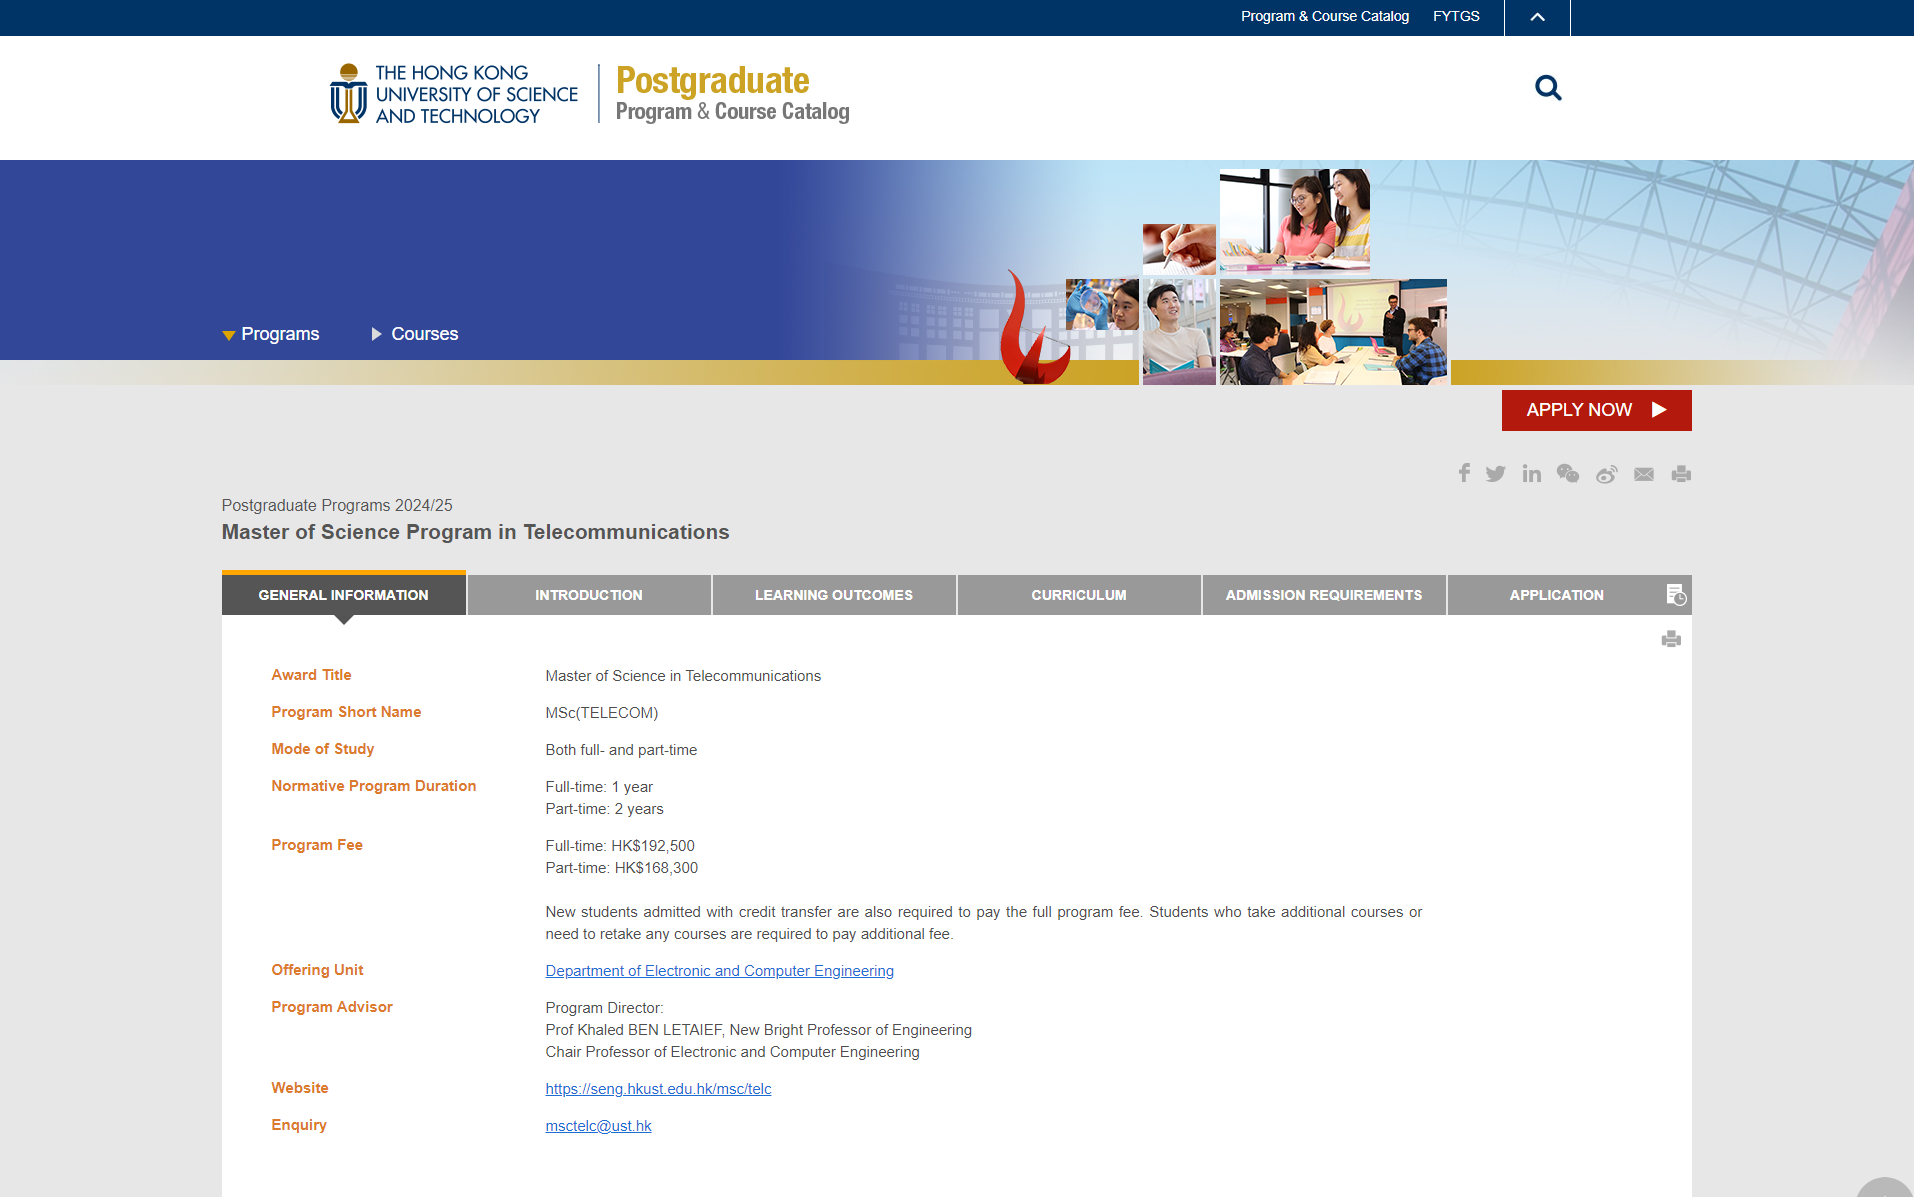 Program & Course Catalog FYTGS
THE HONG KONG
UNIVERSITY OF SCIENCE
AND TECHNOLOGY
Postgraduate
Program & Course Catalog
Programs Courses
APPLY NOW
Postgraduate Programs 2024/25
Master of Science Program in Telecommunications
GENERAL INFORMATION INTRODUCTION LEARNING OUTCOMES CURRICULUM ADMISSION REQUIREMENTS APPLICATION
Award Title Master of Science in Telecommunications
Program Short Name MSc(TELECOM)
Mode of Study Both full- and part-time
Normative Program Duration Full-time: 1 year
Part-time: 2 years
Program Fee Full-time: HK$192,500
Part-time: HK$168,300
New students admitted with credit transfer are also required to pay the full program fee. Students who take additional courses or
need to retake any courses are required to pay additional fee.
Offering Unit Department of Electronic and Computer Engineering
Program Advisor Program Director:
Prof Khaled BEN LETAIEF, New Bright Professor of Engineering
Chair Professor of Electronic and Computer Engineering
Website https://seng.hkust.edu.hk/msc/telc
Enquiry msctelc@ust.hk